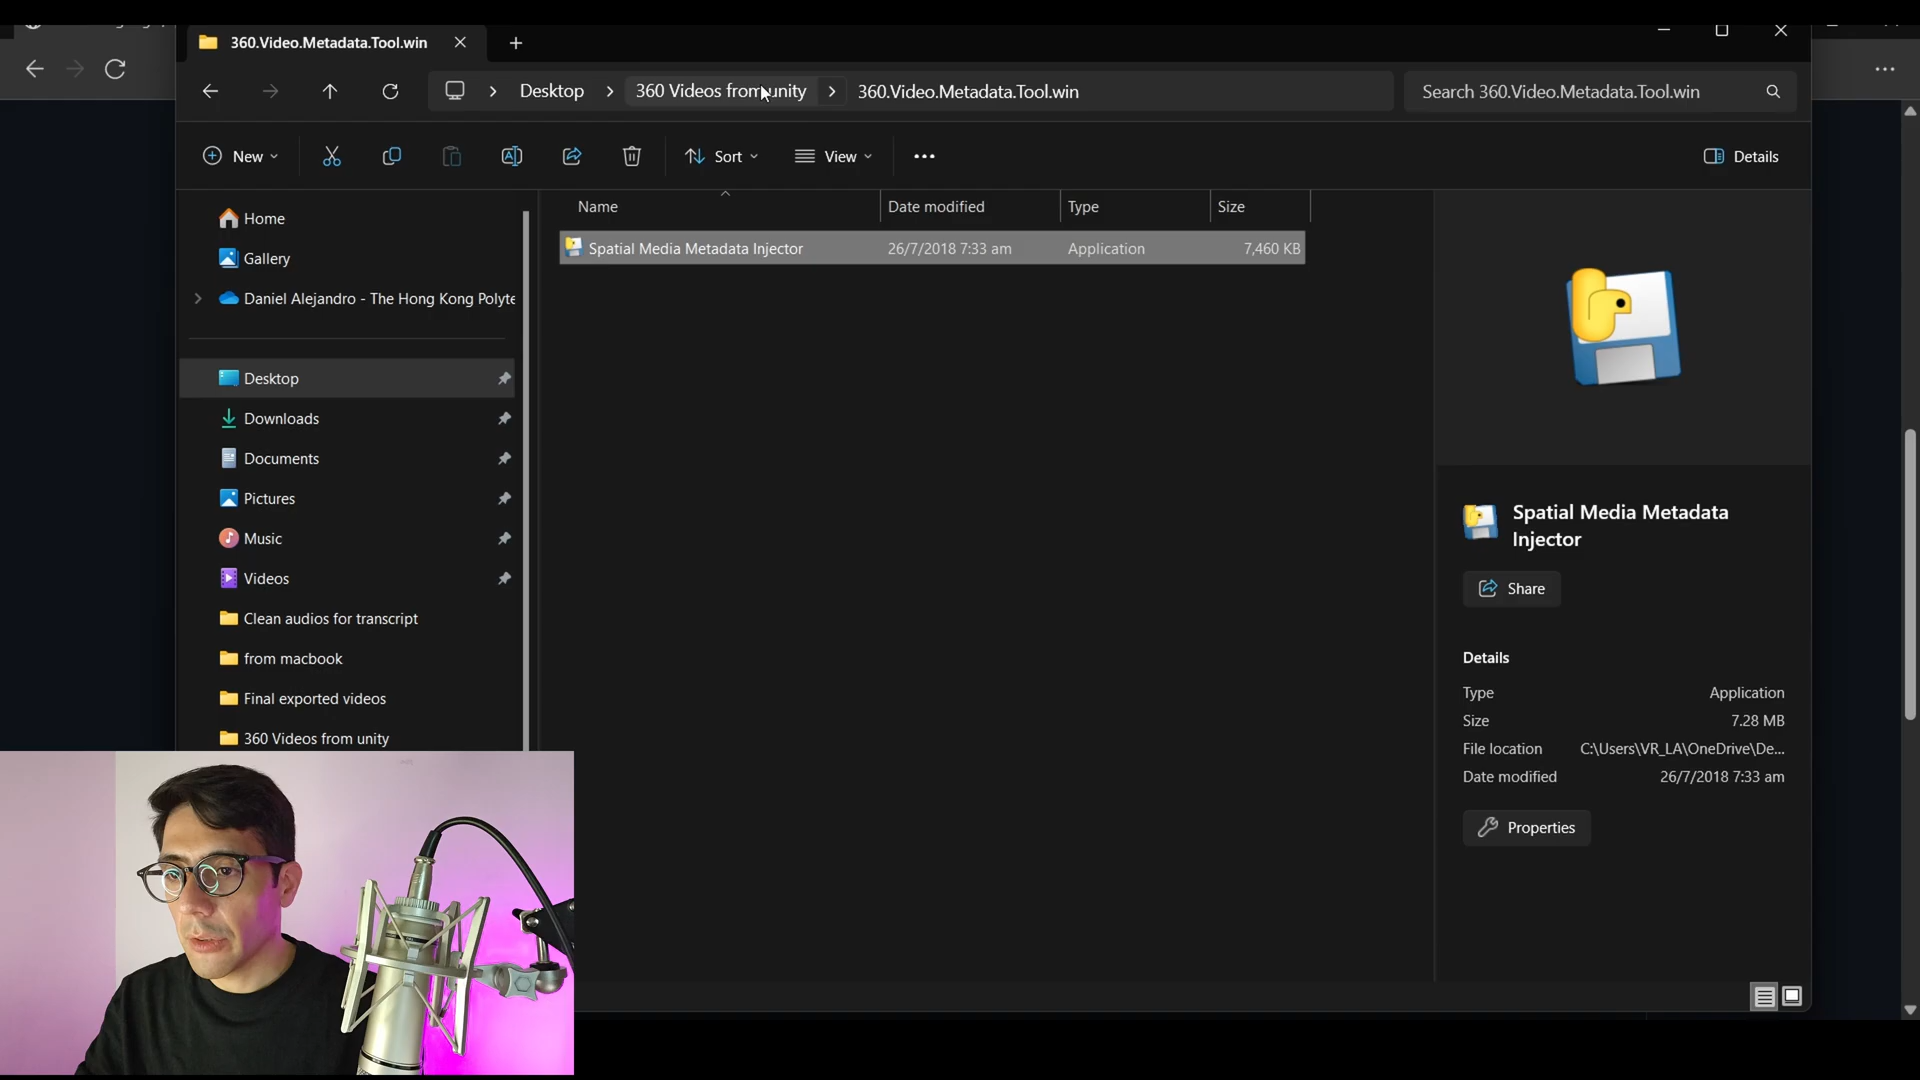 360.Video.Metadata.Tool.win
Desktop
360 Videos from unity
360.Video.Metadata.Tool.win
Search 360.Video.Metadata.Tool.win
New
Sort
View
Details
Home
Gallery
Daniel Alejandro - The Hong Kong Polyte
Desktop
Downloads
Documents
Pictures
Music
Videos
Clean audios for transcript
from macbook
Final exported videos
360 Videos from unity
Name
Date modified
Type
Size
Spatial Media Metadata Injector
26/7/2018 7:33 am
Application
7,460 KB
Spatial Media Metadata
Injector
Share
Details
Type
Application
Size
7.28 MB
File location
C:\Users\VR_LA\OneDrive\De...
Date modified
26/7/2018 7:33 am
Properties